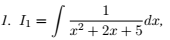 1. I₁ = ∫ 1/(x² + 2x + 5) dx,